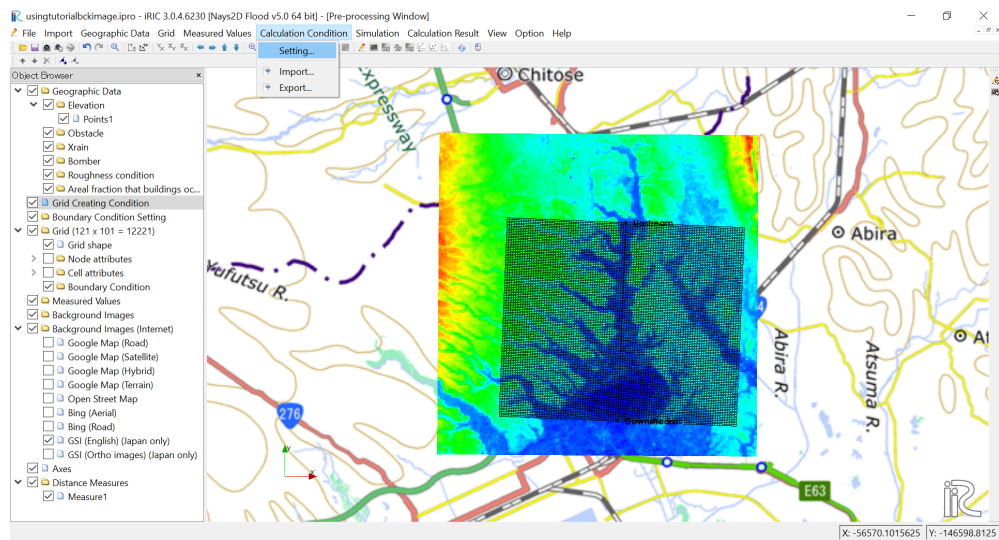 usingtutorialbckimage.ipro - iRIC 3.0.4.6230 [Nays2D Flood v5.0 64 bit] - [Pre-processing Window]
File Import Geographic Data Grid Measured Values Calculation Condition Simulation Calculation Result View Option Help
Setting...
Import...
Export...
Object Browser
Geographic Data
Elevation
Points1
Obstacle
Xrain
Bomber
Roughness condition
Areal fraction that buildings oc...
Grid Creating Condition
Boundary Condition Setting
Grid (121 x 101 = 12221)
Grid shape
Node attributes
Cell attributes
Boundary Condition
Measured Values
Background Images
Background Images (Internet)
Google Map (Road)
Google Map (Satellite)
Google Map (Hybrid)
Google Map (Terrain)
Open Street Map
Bing (Aerial)
Bing (Road)
GSI (English) (Japan only)
GSI (Ortho images) (Japan only)
Axes
Distance Measures
Measure1
Chitose
Expressway
Upstream
Abira
Yufutsu R.
4
Abira R.
Atsuma R.
276
Downstream
E63
Y
X
iRIC
X: -56570.1015625 Y: -146598.8125